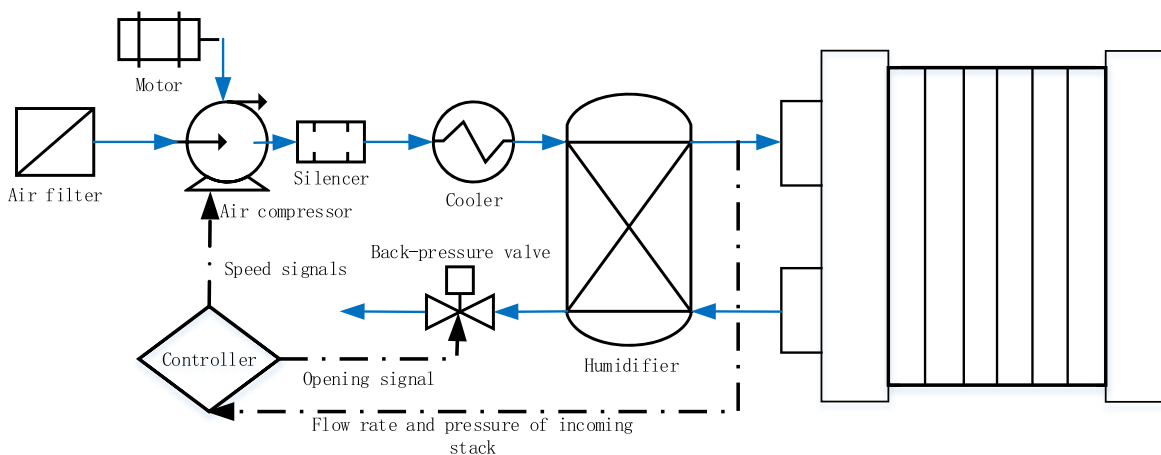 Motor
Air filter
Silencer
Cooler
Air compressor
Back-pressure valve
Speed signals
Controller
Humidifier
Opening signal
Flow rate and pressure of incoming
stack